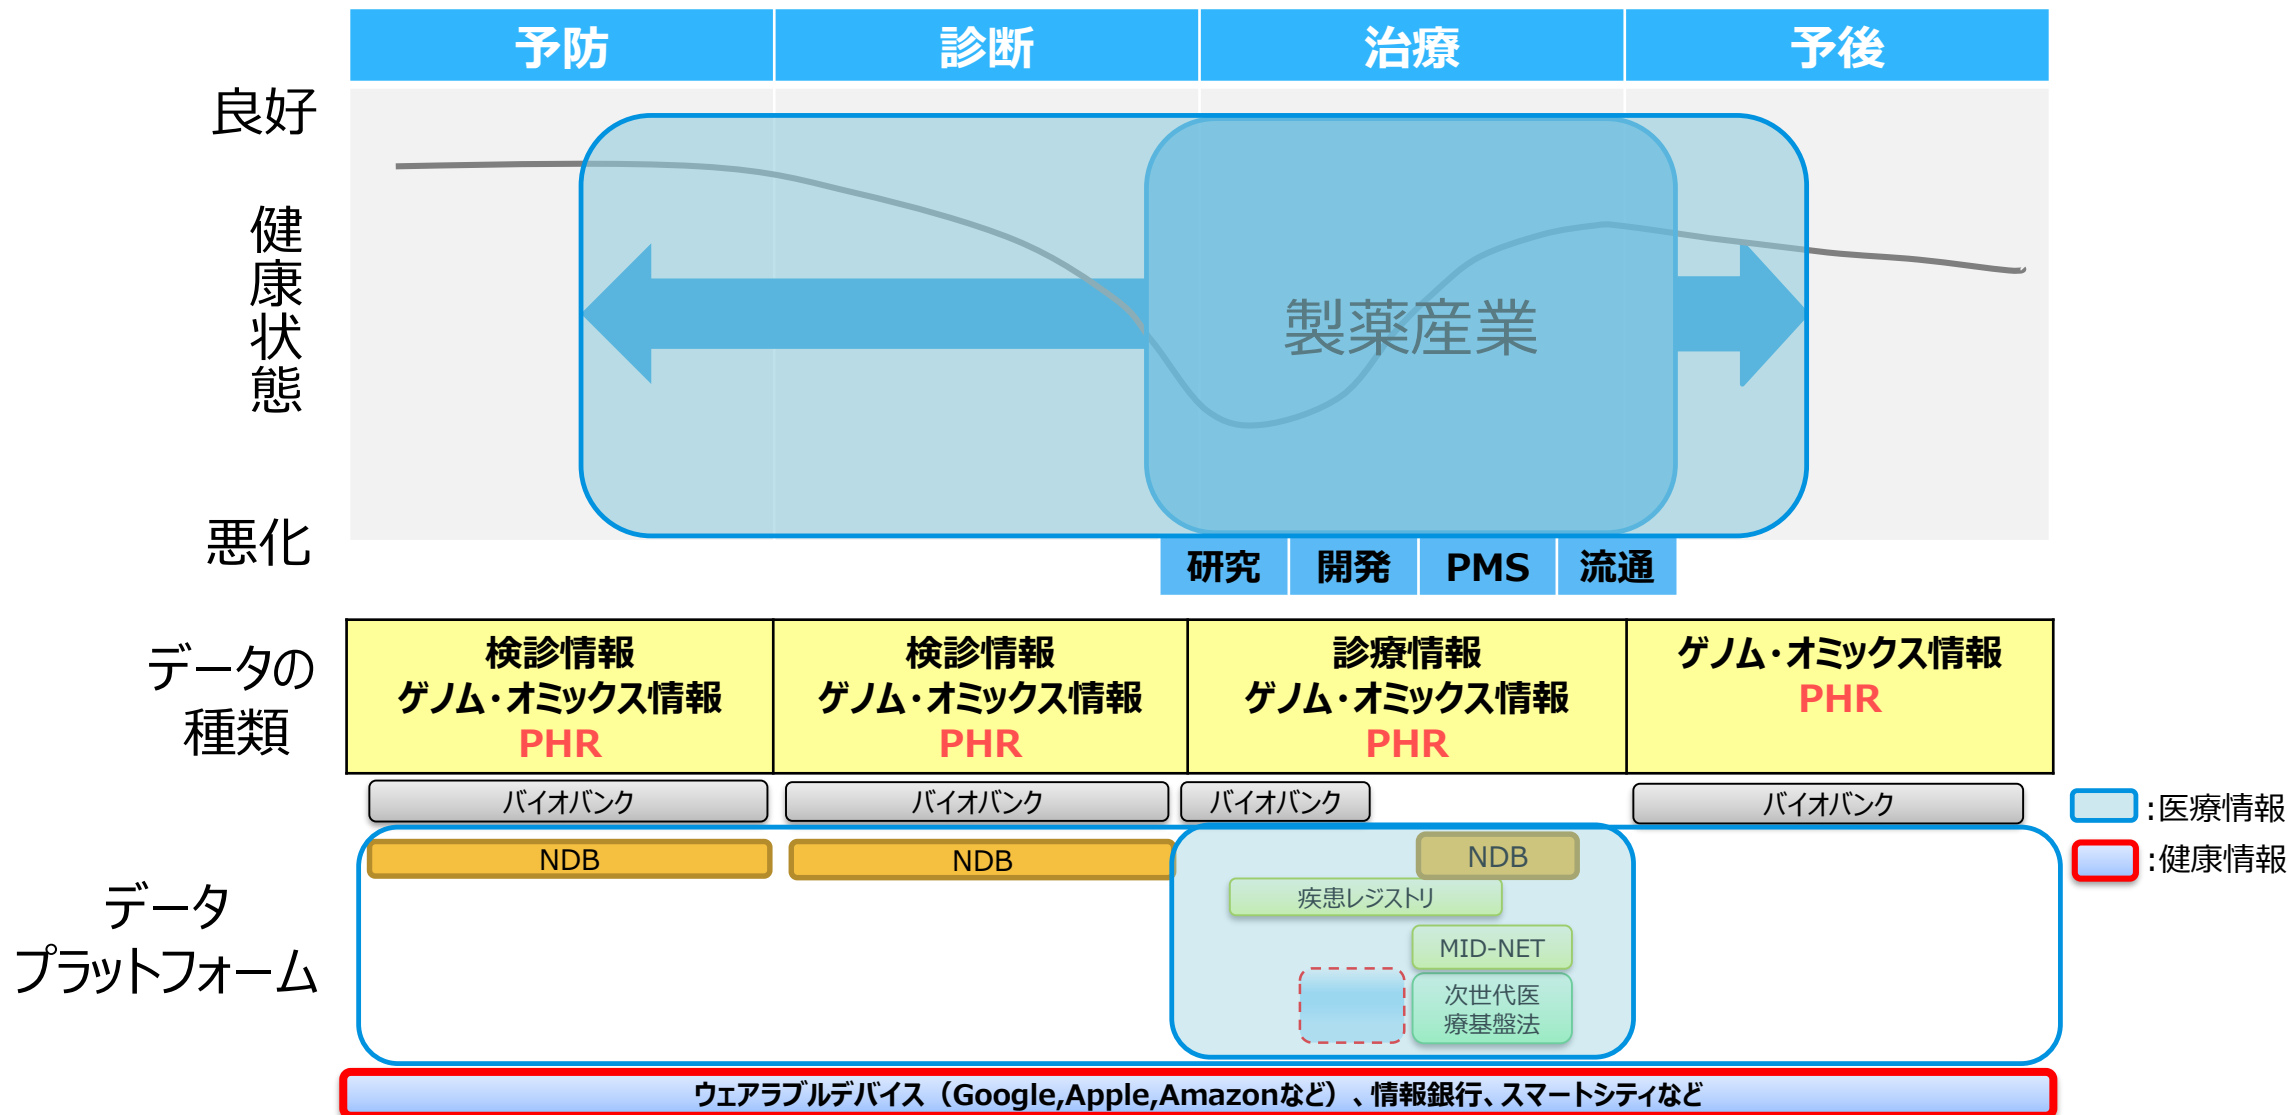 予防
診断
治療
予後
良好
健康状態
悪化
製薬産業
研究
開発
PMS
流通
データの
種類
検診情報
ゲノム・オミックス情報
PHR
検診情報
ゲノム・オミックス情報
PHR
診療情報
ゲノム・オミックス情報
PHR
ゲノム・オミックス情報
PHR
バイオバンク
バイオバンク
バイオバンク
バイオバンク
:医療情報
:健康情報
データ
プラットフォーム
NDB
NDB
NDB
疾患レジストリ
MID-NET
次世代医
療基盤法
ウェアラブルデバイス（Google,Apple,Amazonなど）、情報銀行、スマートシティなど